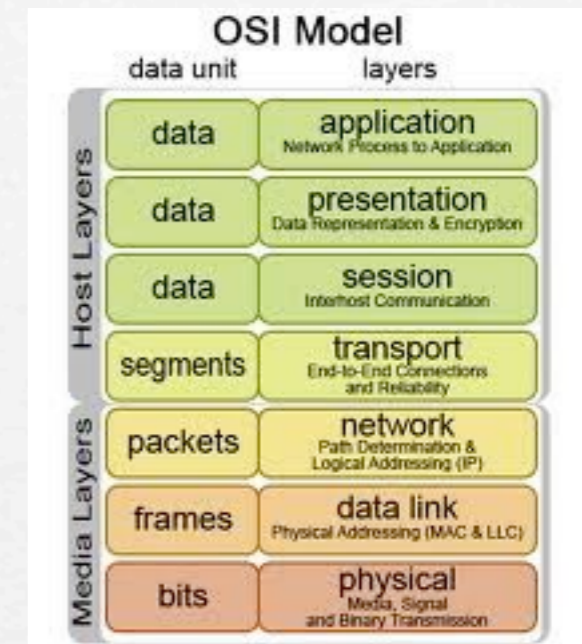 OSI Model
data unit layers
Host Layers
data application
Network Process to Application
data presentation
Data Representation & Encryption
data session
Interhost Communication
segments transport
End-to-End Connections
and Reliability
Media Layers
packets network
Path Determination &
Logical Addressing (IP)
frames data link
Physical Addressing (MAC & LLC)
bits physical
Media, Signal
and Binary Transmission